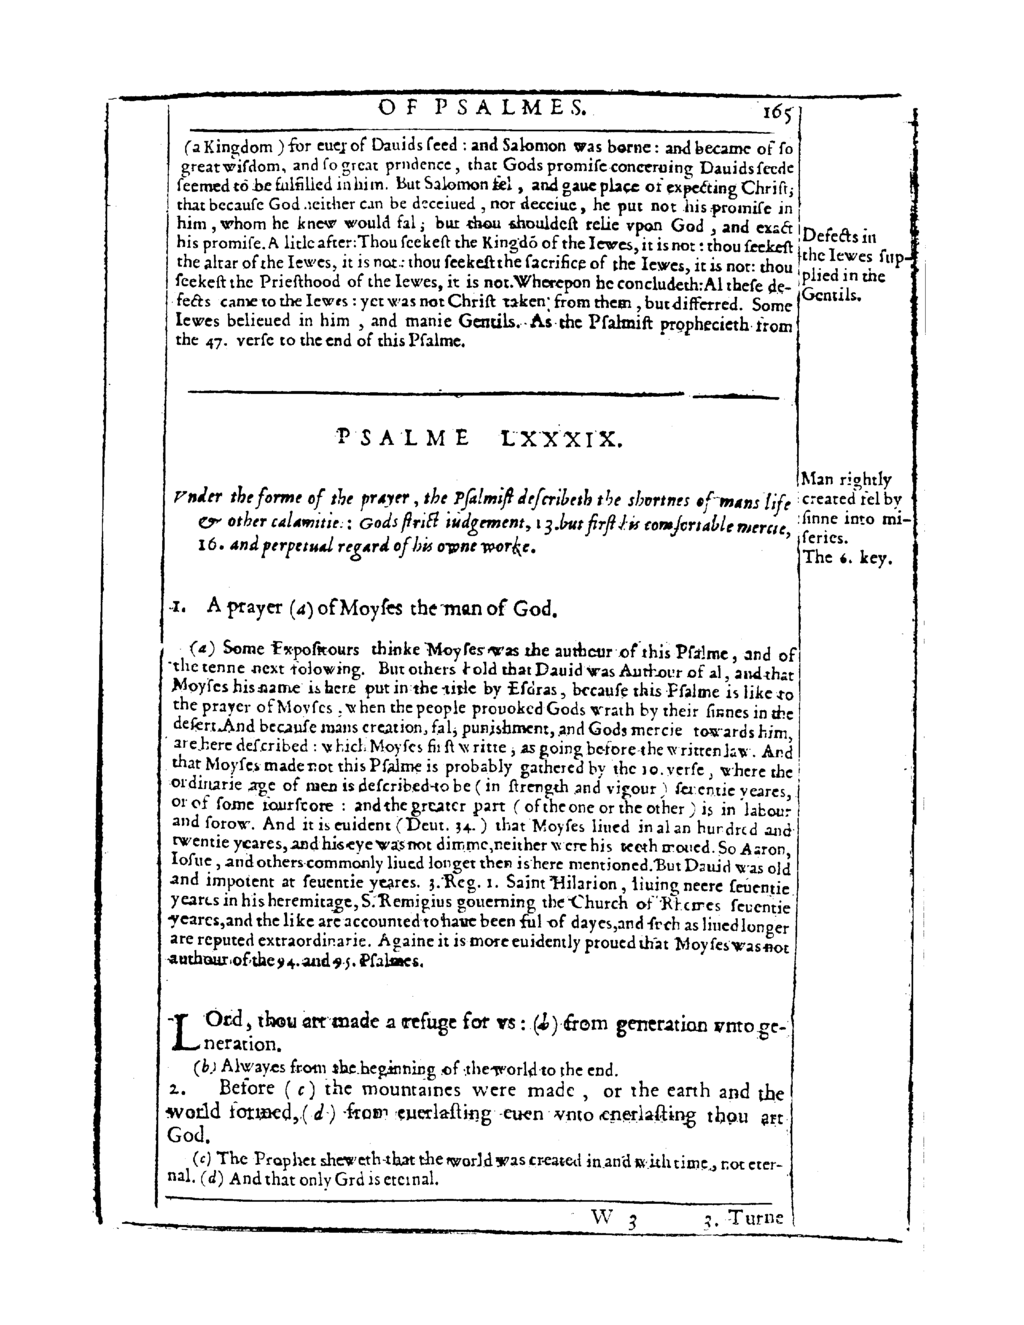 OF PSALMES. 165
(a Kingdom) for euer of Dauids seed: and Salomon was borne: and became of so
great wisdom, and so great prudence, that Gods promise concerning Dauids seede
seemed to be fulfilled in him. But Salomon fel, and gaue place of expecting Christ;
that because God neither can be deceiued, nor deceiue, he put not his promise in
him, whom he knew would fal; but thou shouldest relie vpon God, and exact
his promise. A litle after: Thou seekest the Kingdō of the Iewes, it is not: thou seekest
the altar of the Iewes, it is not: thou seekest the sacrifice of the Iewes, it is not: thou
seekest the Priesthood of the Iewes, it is not. Wherepon he concludeth: Al these de-
fects came to the Iewes: yet was not Christ taken from them, but differred. Some
Iewes belieued in him, and manie Gentils. As the Psalmist prophecieth from
the 47. verse to the end of this Psalme.
Defects in
the Iewes sup-
plied in the
Gentils.
PSALME LXXXIX.
Vnder the forme of the prayer, the Psalmist describeth the shortnes of mans life
& other calamitie: Gods strict iudgement, 13. but first his comfortable mercie,
16. and perpetual regard of his owne worke.
Man rightly
created fel by
sinne into mi-
series.
The 6. key.
1. A prayer (a) of Moyses the man of God.
(a) Some Expositours thinke Moyses was the authour of this Psalme, and of
the tenne next folowing. But others hold that Dauid was Authour of al, and that
Moyses his name is here put in the title by Esdras, because this Psalme is like to
the prayer of Moyses, when the people prouoked Gods wrath by their sinnes in the
desert. And because mans creation, fal, punishment, and Gods mercie towards him,
are here described: which Moyses first writte, as going before the written law. And
that Moyses made not this Psalme is probably gathered by the 10. verse, where the
ordinarie age of men is described to be (in strength and vigour) seuentie yeares,
or of some fourscore: and the greater part (of the one or the other) is in labour
and sorow. And it is euident (Deut. 34.) that Moyses liued in al an hundred and
twentie yeares, and his eye was not dimme, neither were his teeth moued. So Aaron,
Iosue, and others commonly liued longer then is here mentioned. But Dauid was old
and impotent at seuentie yeares. 3. Reg. 1. Saint Hilarion, liuing neere seuentie
yeares in his heremitage, S. Remigius gouerning the Church of Rhemes seuentie
yeares, and the like are accounted to haue been ful of dayes, and such as liued longer
are reputed extraordinarie. Againe it is more euidently proued that Moyses was not
authour of the 94. and 95. Psalmes.
LOrd, thou art made a refuge for vs: (b) from generation vnto ge-
neration.
(b) Alwayes from the beginning of the world to the end.
2. Before (c) the mountaines were made, or the earth and the
world formed, (d) from euerlasting euen vnto euerlasting thou art
God.
(c) The Prophet sheweth that the world was created in and with time, not eter-
nal. (d) And that only God is eternal.
W 3 3. Turne